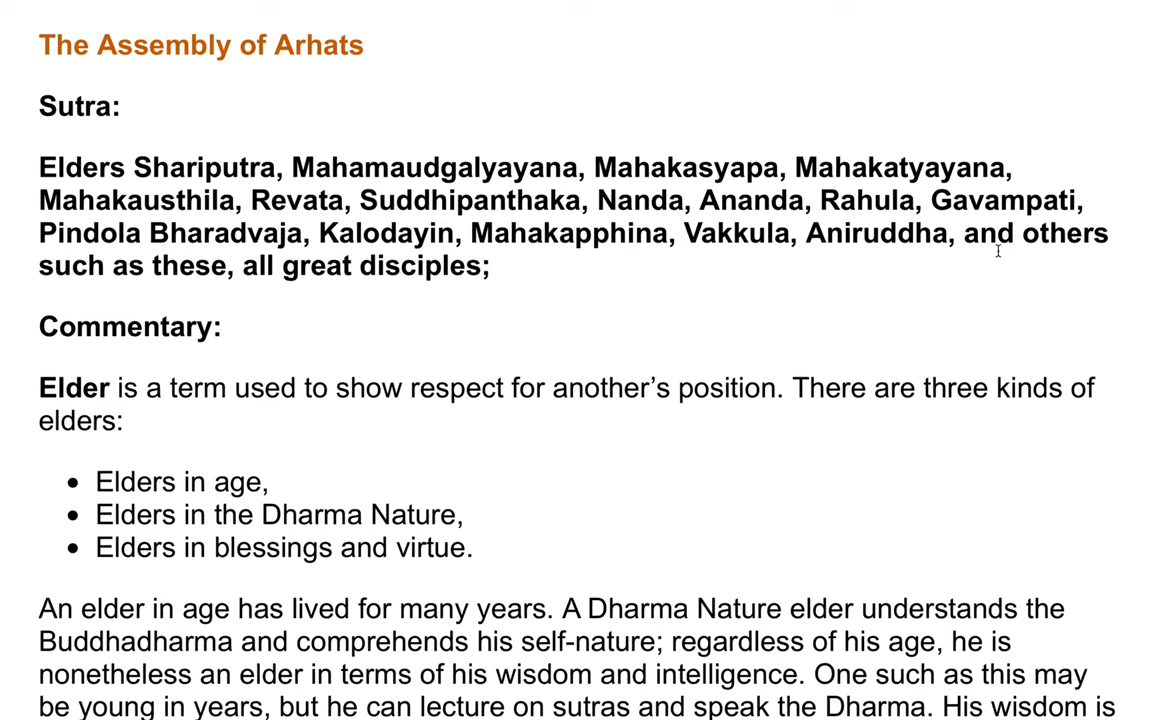 The Assembly of Arhats
Sutra:
Elders Shariputra, Mahamaudgalyayana, Mahakasyapa, Mahakatyayana,
Mahakausthila, Revata, Suddhipanthaka, Nanda, Ananda, Rahula, Gavampati,
Pindola Bharadvaja, Kalodayin, Mahakapphina, Vakkula, Aniruddha, and others
such as these, all great disciples;
Commentary:
Elder is a term used to show respect for another’s position. There are three kinds of
elders:
• Elders in age,
• Elders in the Dharma Nature,
• Elders in blessings and virtue.
An elder in age has lived for many years. A Dharma Nature elder understands the
Buddhadharma and comprehends his self-nature; regardless of his age, he is
nonetheless an elder in terms of his wisdom and intelligence. One such as this may
be young in years, but he can lecture on sutras and speak the Dharma. His wisdom is